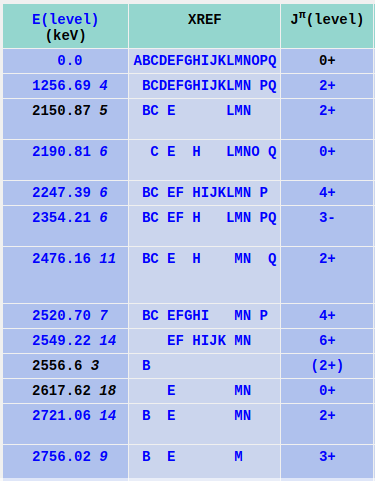 E(level) XREF Jπ(level)
(keV)
0.0 ABCDEFGHIJKLMNOPQ 0+
1256.69 4 BCDEFGHIJKLMN PQ 2+
2150.87 5 BC E LMN 2+
2190.81 6 C E H LMNO Q 0+
2247.39 6 BC EF HIJKLMN P 4+
2354.21 6 BC EF H LMN PQ 3-
2476.16 11 BC E H MN Q 2+
2520.70 7 BC EFGHI MN P 4+
2549.22 14 EF HIJK MN 6+
2556.6 3 B (2+)
2617.62 18 E MN 0+
2721.06 14 B E MN 2+
2756.02 9 B E M 3+